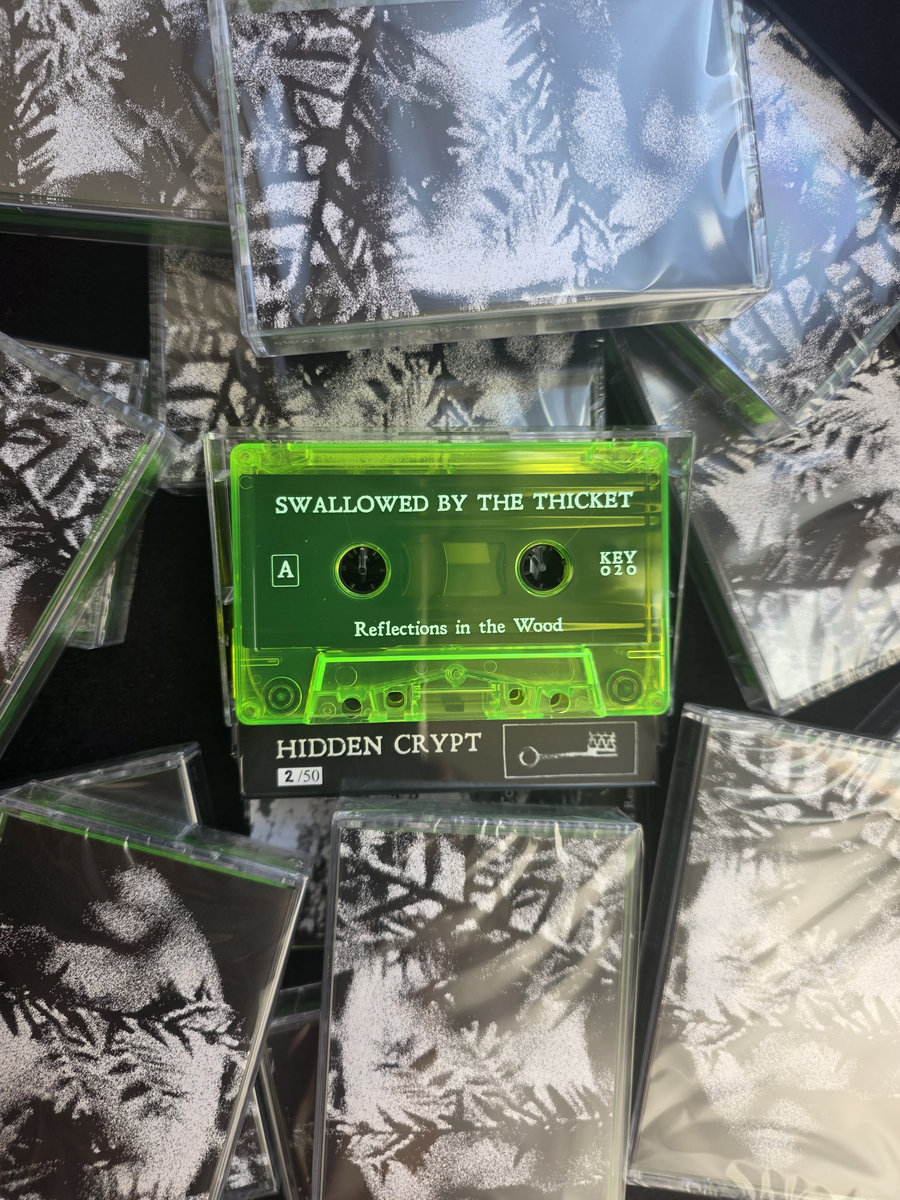 SWALLOWED BY THE THICKET
A
KEY
020
Reflections in the Wood
HIDDEN CRYPT
2/50